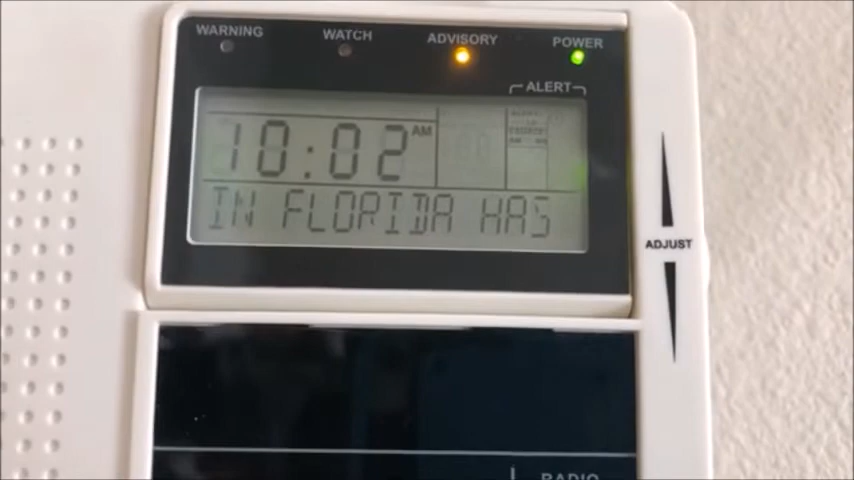 WARNING WATCH ADVISORY POWER
ALERT
10:02 AM
IN FLORIDA HAS
ADJUST
RADIO